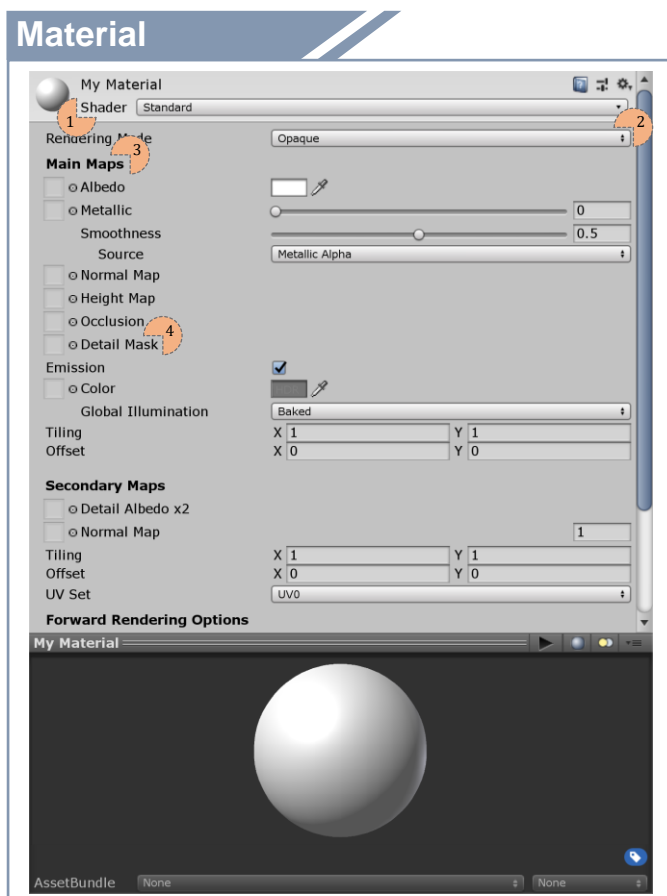 Material
My Material
Shader Standard
1
2
Rendering Mode Opaque
3
Main Maps
Albedo
Metallic 0
Smoothness 0.5
Source Metallic Alpha
Normal Map
Height Map
Occlusion
4
Detail Mask
Emission
Color
Global Illumination Baked
Tiling X 1 Y 1
Offset X 0 Y 0
Secondary Maps
Detail Albedo x2
Normal Map 1
Tiling X 1 Y 1
Offset X 0 Y 0
UV Set UV0
Forward Rendering Options
My Material
AssetBundle None None